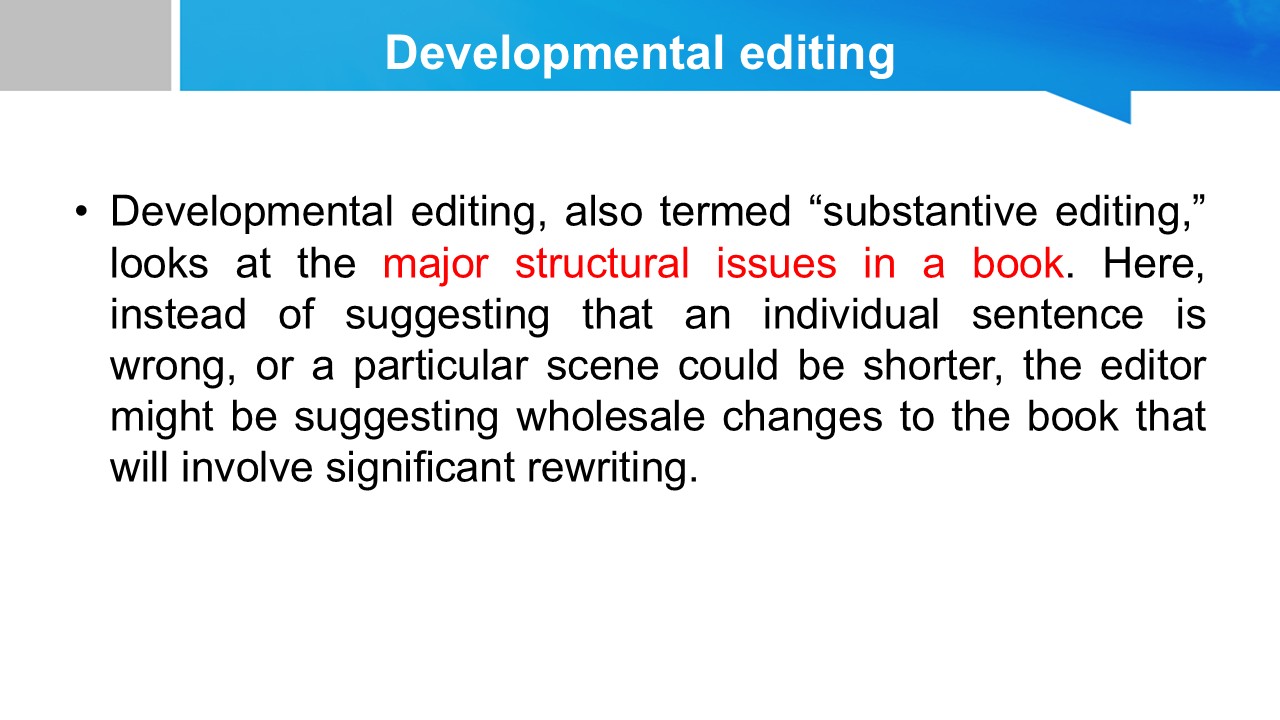 Developmental editing
• Developmental editing, also termed “substantive editing,”
looks at the major structural issues in a book. Here,
instead of suggesting that an individual sentence is
wrong, or a particular scene could be shorter, the editor
might be suggesting wholesale changes to the book that
will involve significant rewriting.